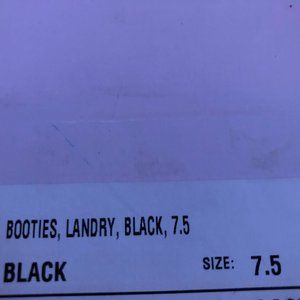 BOOTIES, LANDRY, BLACK, 7.5
BLACK SIZE: 7.5